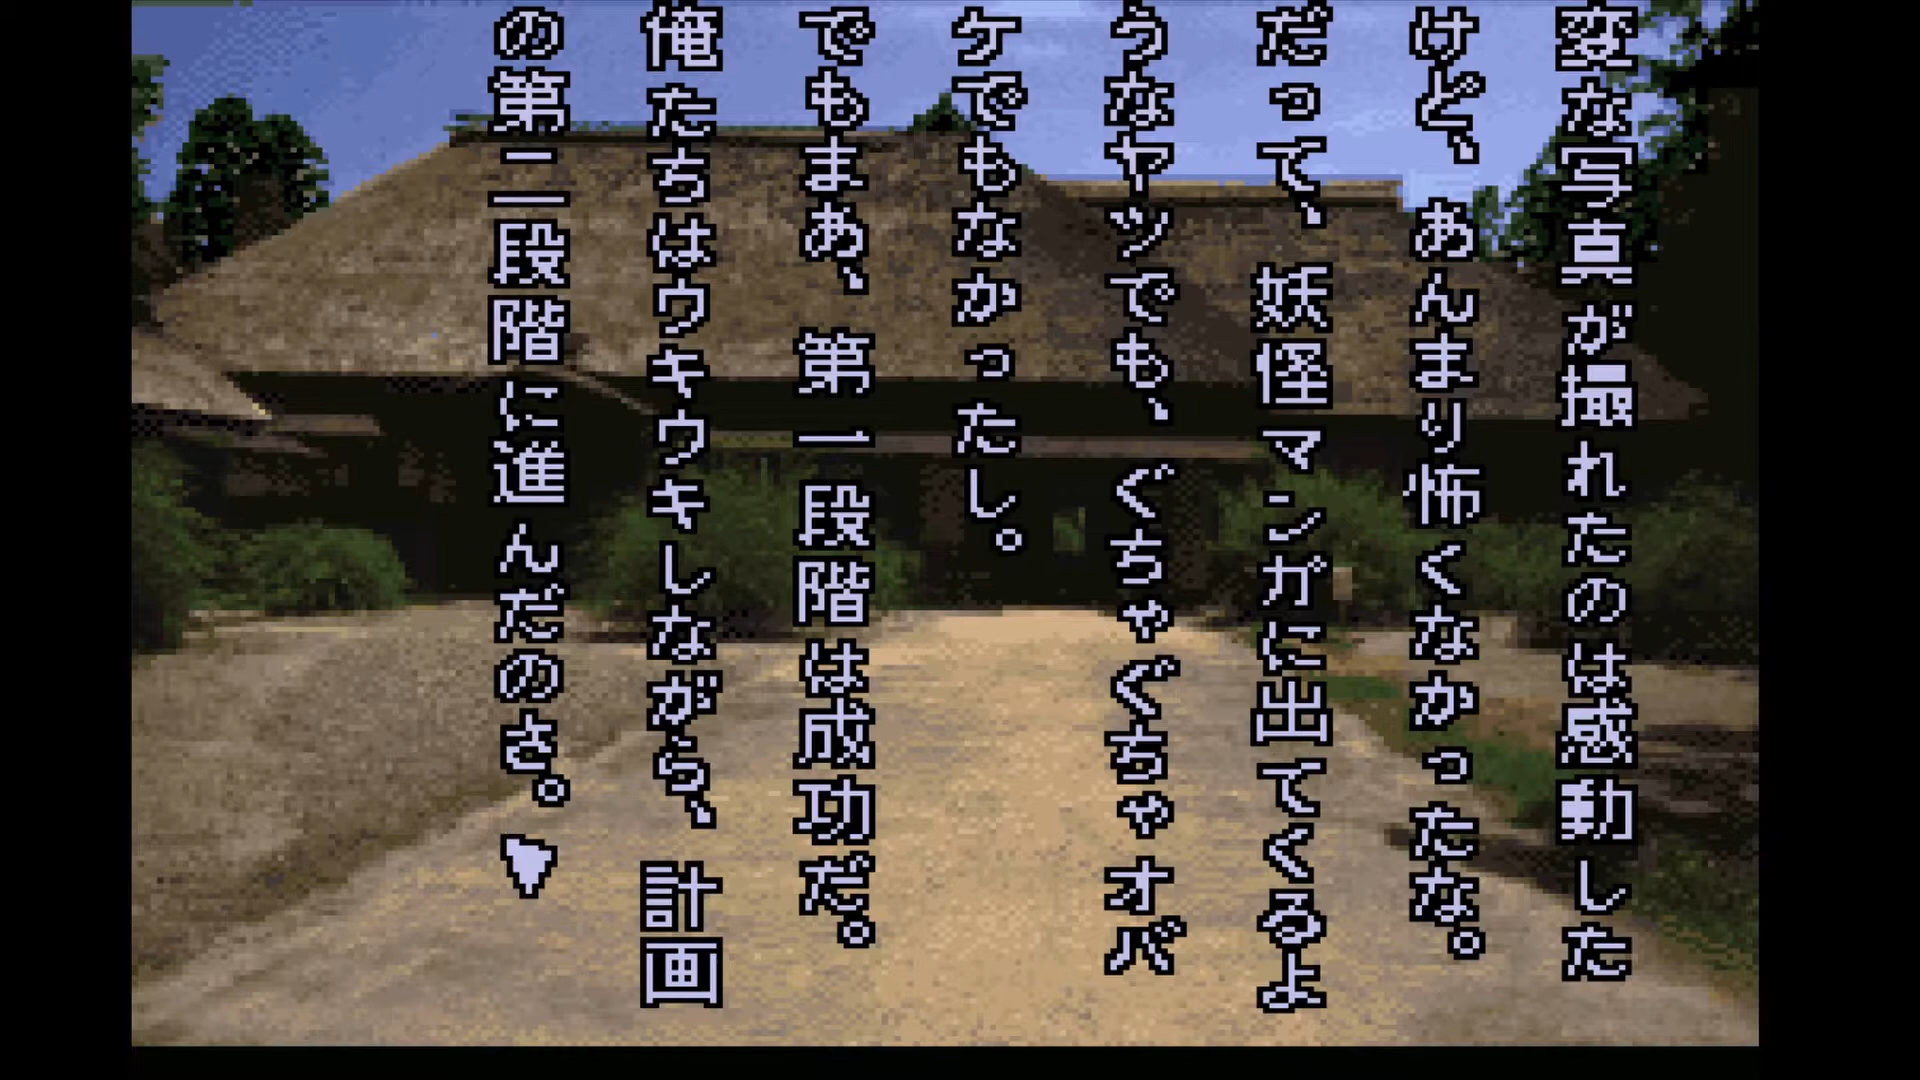 変な写真が撮れたのは感動した
けど、あんまり怖くなかったな。
だって、妖怪マンガに出てくるよ
うなヤツでも、ぐちゃぐちゃオバ
ケでもなかったし。
でもまあ、第一段階は成功だ。
俺たちはウキウキしながら、計画
の第二段階に進んだのさ。